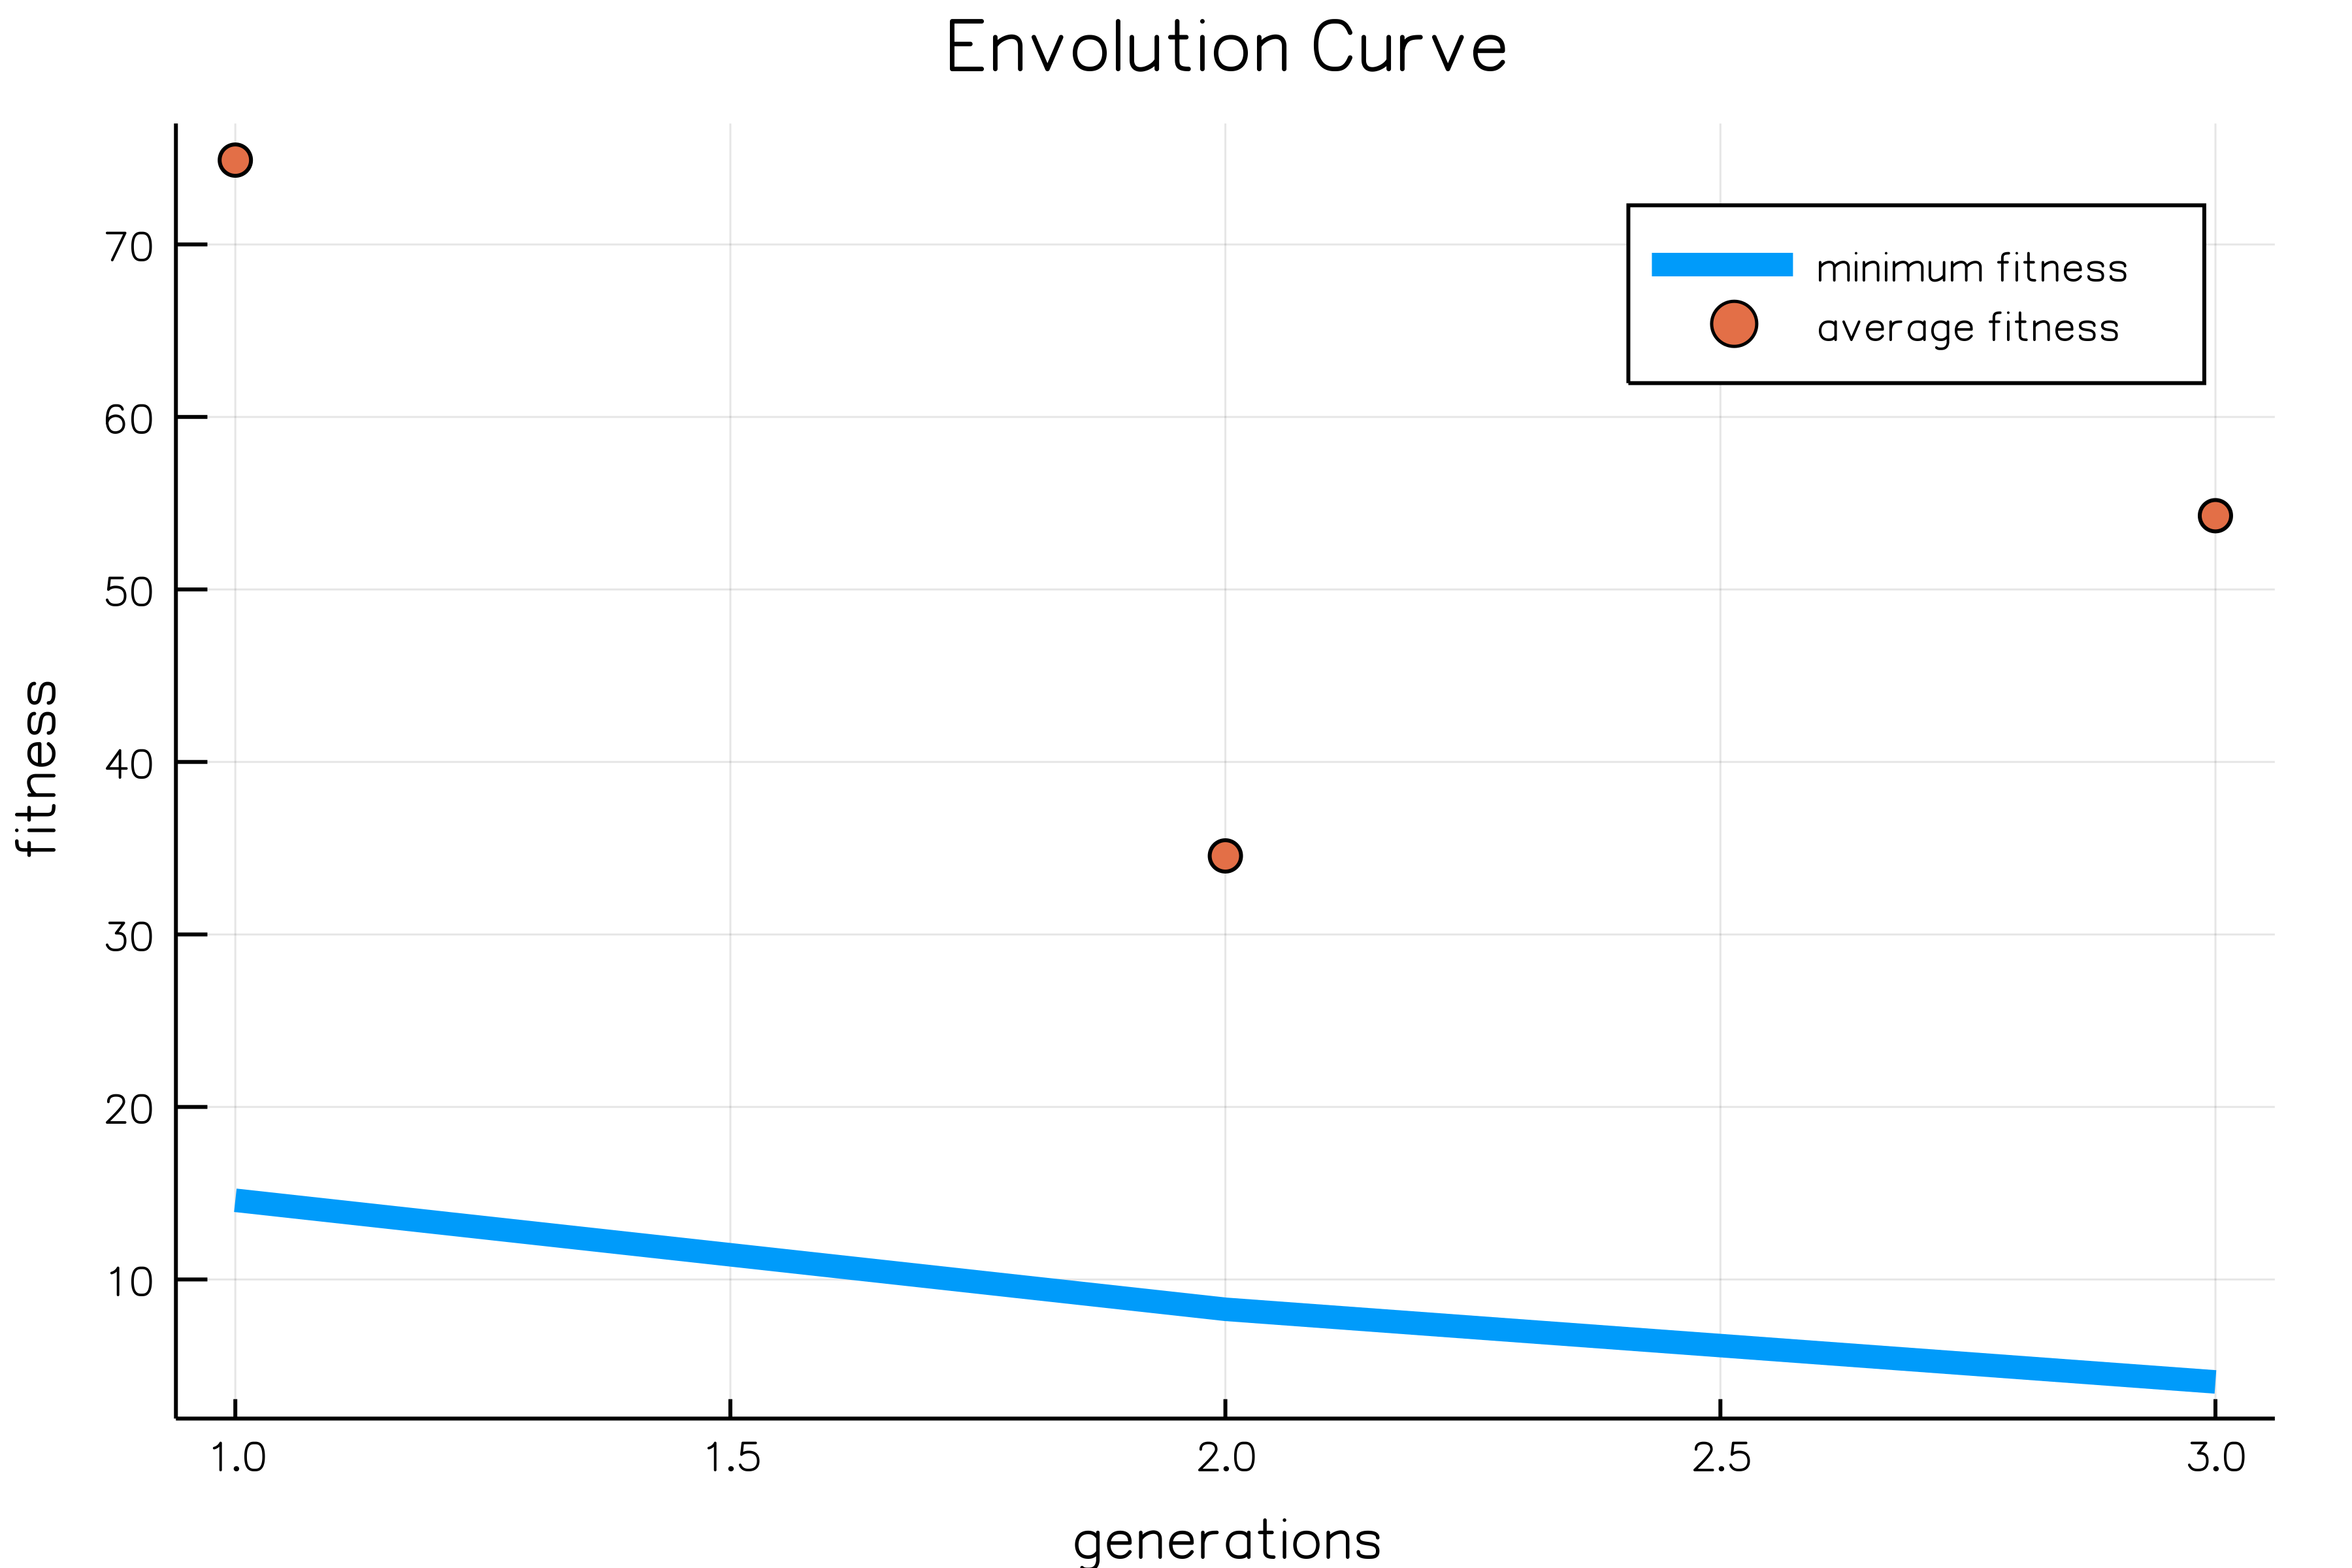 Envolution Curve
70
60
50
40
30
20
10
fitness
minimum fitness
average fitness
1.0 1.5 2.0 2.5 3.0
generations